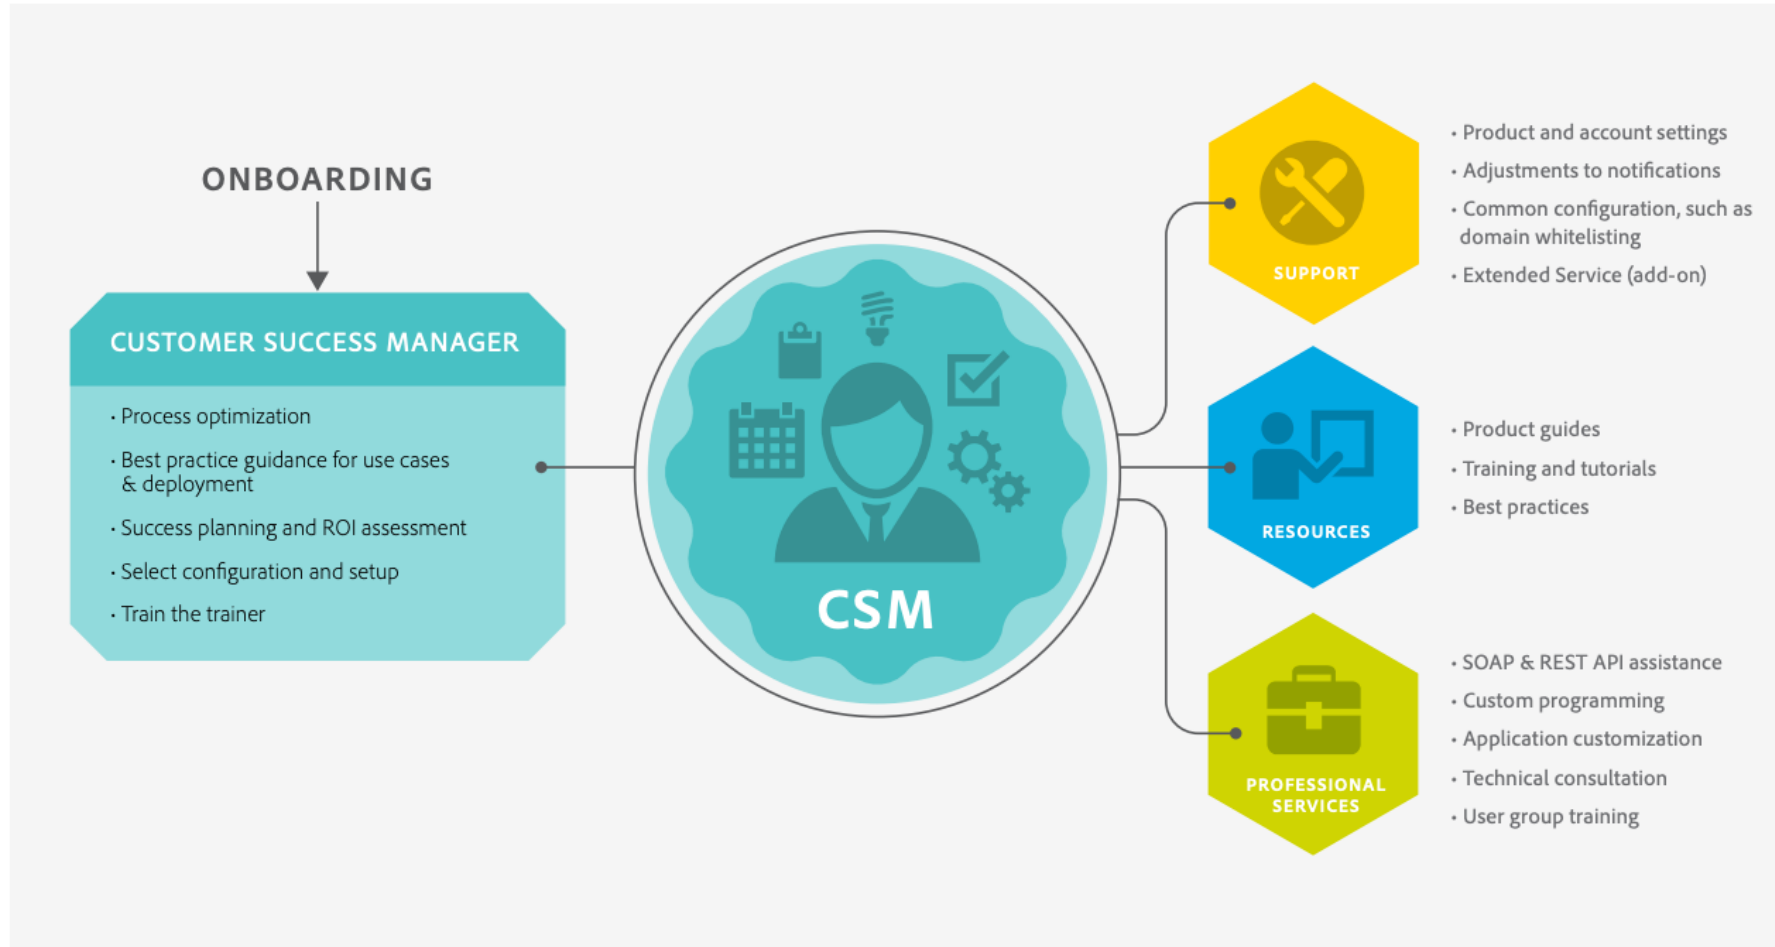 ONBOARDING
CUSTOMER SUCCESS MANAGER
· Process optimization
· Best practice guidance for use cases
& deployment
· Success planning and ROI assessment
· Select configuration and setup
· Train the trainer
CSM
SUPPORT
· Product and account settings
· Adjustments to notifications
· Common configuration, such as
domain whitelisting
· Extended Service (add-on)
RESOURCES
· Product guides
· Training and tutorials
· Best practices
PROFESSIONAL
SERVICES
· SOAP & REST API assistance
· Custom programming
· Application customization
· Technical consultation
· User group training